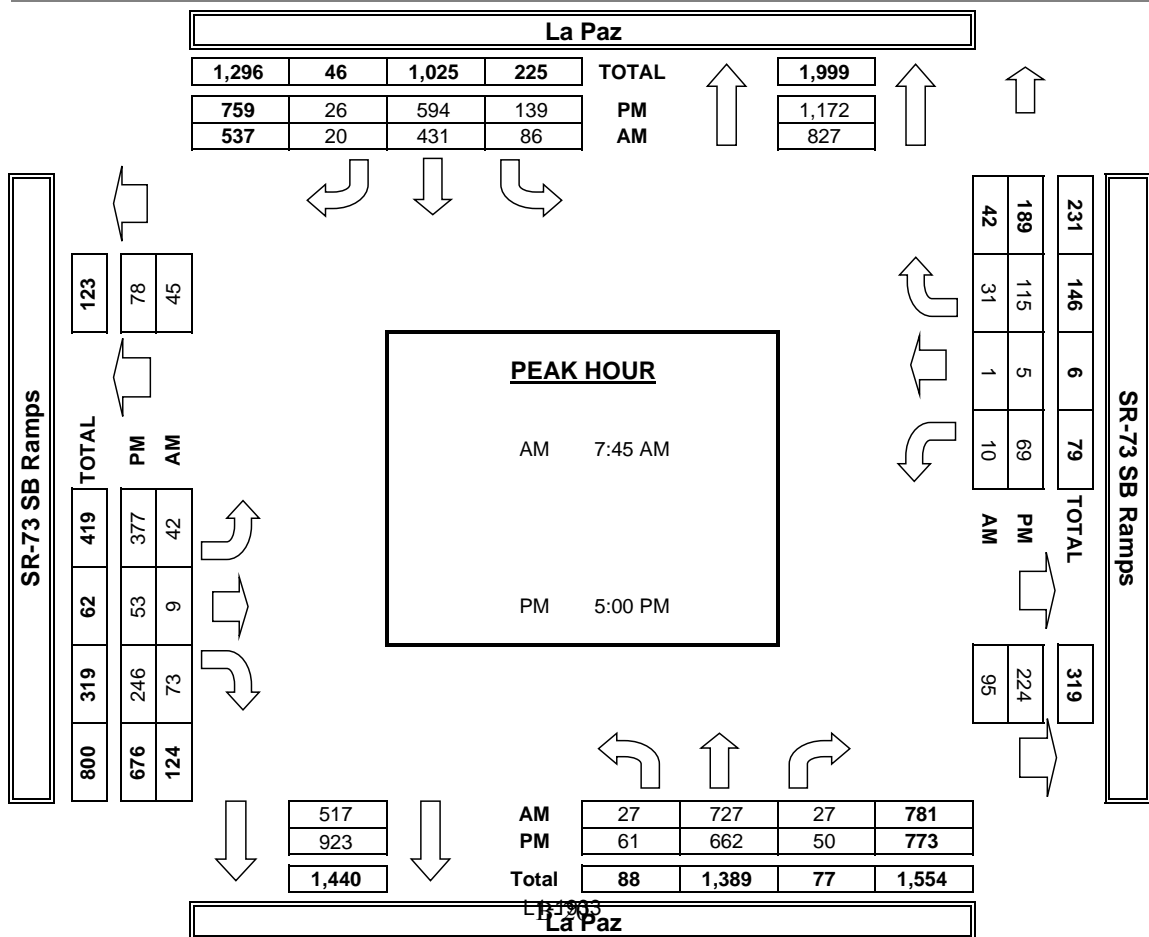 La Paz
1,296 46 1,025 225 TOTAL 1,999
759 26 594 139 PM 1,172
537 20 431 86 AM 827
SR-73 SB Ramps
123
78
45
TOTAL
PM
AM
419 62 319 800
377 53 246 676
42 9 73 124
PEAK HOUR
AM 7:45 AM
PM 5:00 PM
231 146 6 79 TOTAL
189 115 5 69 PM
42 31 1 10 AM
319
224
95
SR-73 SB Ramps
517 AM 27 727 27 781
923 PM 61 662 50 773
1,440 Total 88 1,389 77 1,554
La Paz